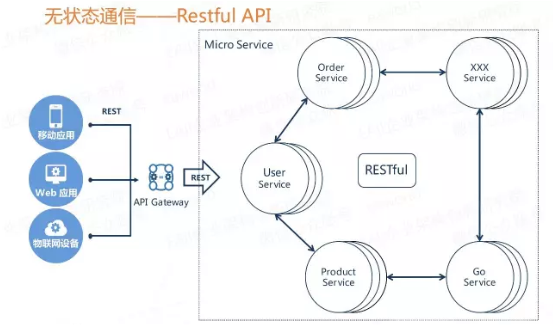 无状态通信——Restful API
Micro Service
Order
Service
XXX
Service
REST
移动应用
Web 应用
物联网设备
API Gateway
REST
User
Service
RESTful
Product
Service
Go
Service